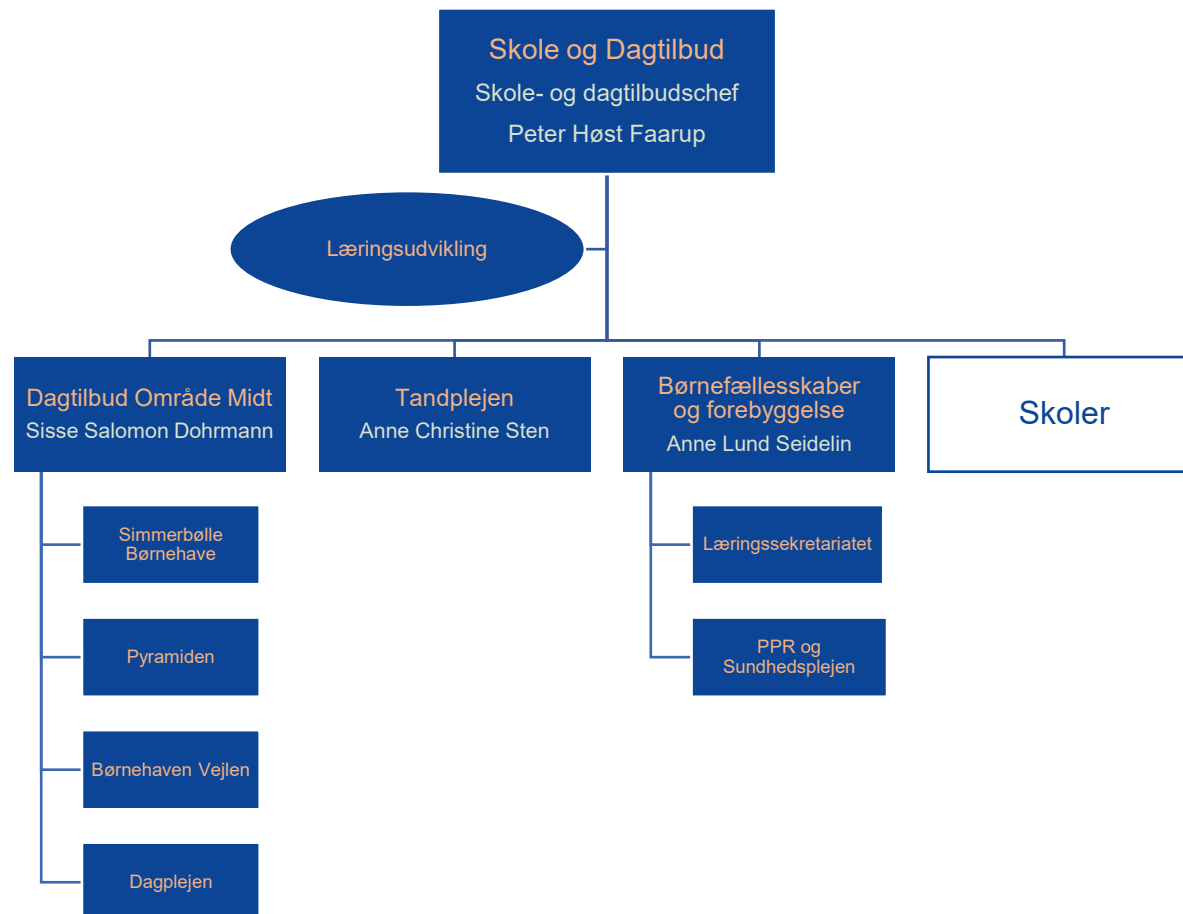 Skole og Dagtilbud
Skole- og dagtilbudschef
Peter Høst Faarup
Læringsudvikling
Dagtilbud Område Midt
Sisse Salomon Dohrmann
Tandplejen
Anne Christine Sten
Børnefællesskaber
og forebyggelse
Anne Lund Seidelin
Skoler
Simmerbølle
Børnehave
Pyramiden
Børnehaven Vejlen
Dagplejen
Læringssekretariatet
PPR og
Sundhedsplejen